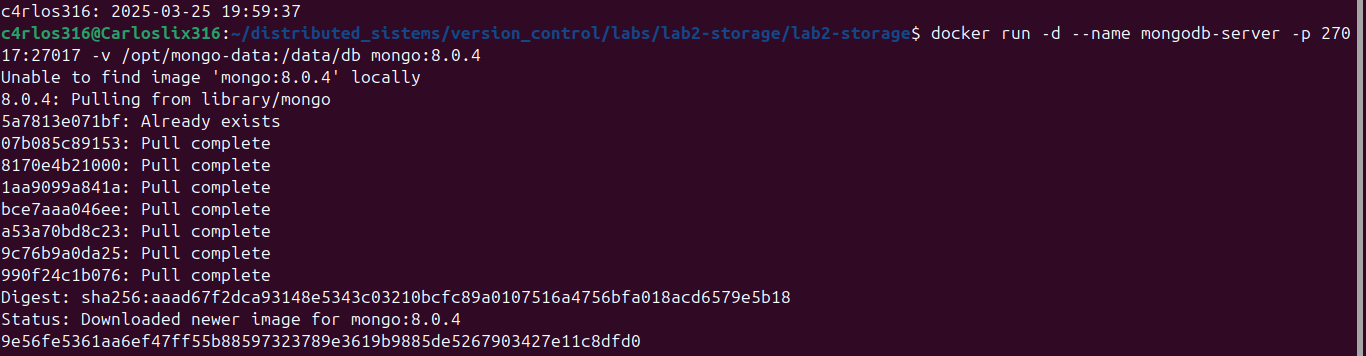 c4rlos316: 2025-03-25 19:59:37
c4rlos316@Carloslix316:~/distributed_sistems/version_control/labs/lab2-storage/lab2-storage$ docker run -d --name mongodb-server -p 270
17:27017 -v /opt/mongo-data:/data/db mongo:8.0.4
Unable to find image 'mongo:8.0.4' locally
8.0.4: Pulling from library/mongo
5a7813e071bf: Already exists
07b085c89153: Pull complete
8170e4b21000: Pull complete
1aa9099a841a: Pull complete
bce7aaa046ee: Pull complete
a53a70bd8c23: Pull complete
9c76b9a0da25: Pull complete
990f24c1b076: Pull complete
Digest: sha256:aaad67f2dca93148e5343c03210bcfc89a0107516a4756bfa018acd6579e5b18
Status: Downloaded newer image for mongo:8.0.4
9e56fe5361aa6ef47ff55b88597323789e3619b9885de5267903427e11c8dfd0